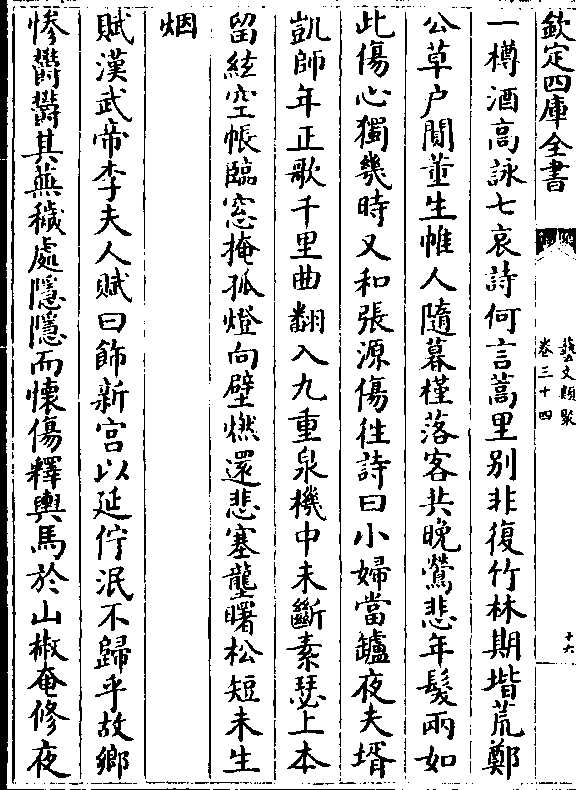 欽定四庫全書
藝文類聚
卷三十四
十六
一樽酒高詠七哀詩何言蒿里别非復竹林期堦荒鄭
公草户閴董生帷人隨暮槿落客共晚鶯悲年髮兩如
此傷心獨幾時又和張源傷往詩曰小婦當鑪夜夫壻
凱師年正歌千里曲翻入九重泉機中未斷素瑟上本
留絃空帳臨窓掩孤燈向壁燃還悲塞壟曙松短未生
烟
賦漢武帝李夫人賦曰飾新宫以延佇泯不歸乎故鄉
慘鬱鬱其蕪穢處隱隱而懐傷釋輿馬於山椒奄修夜